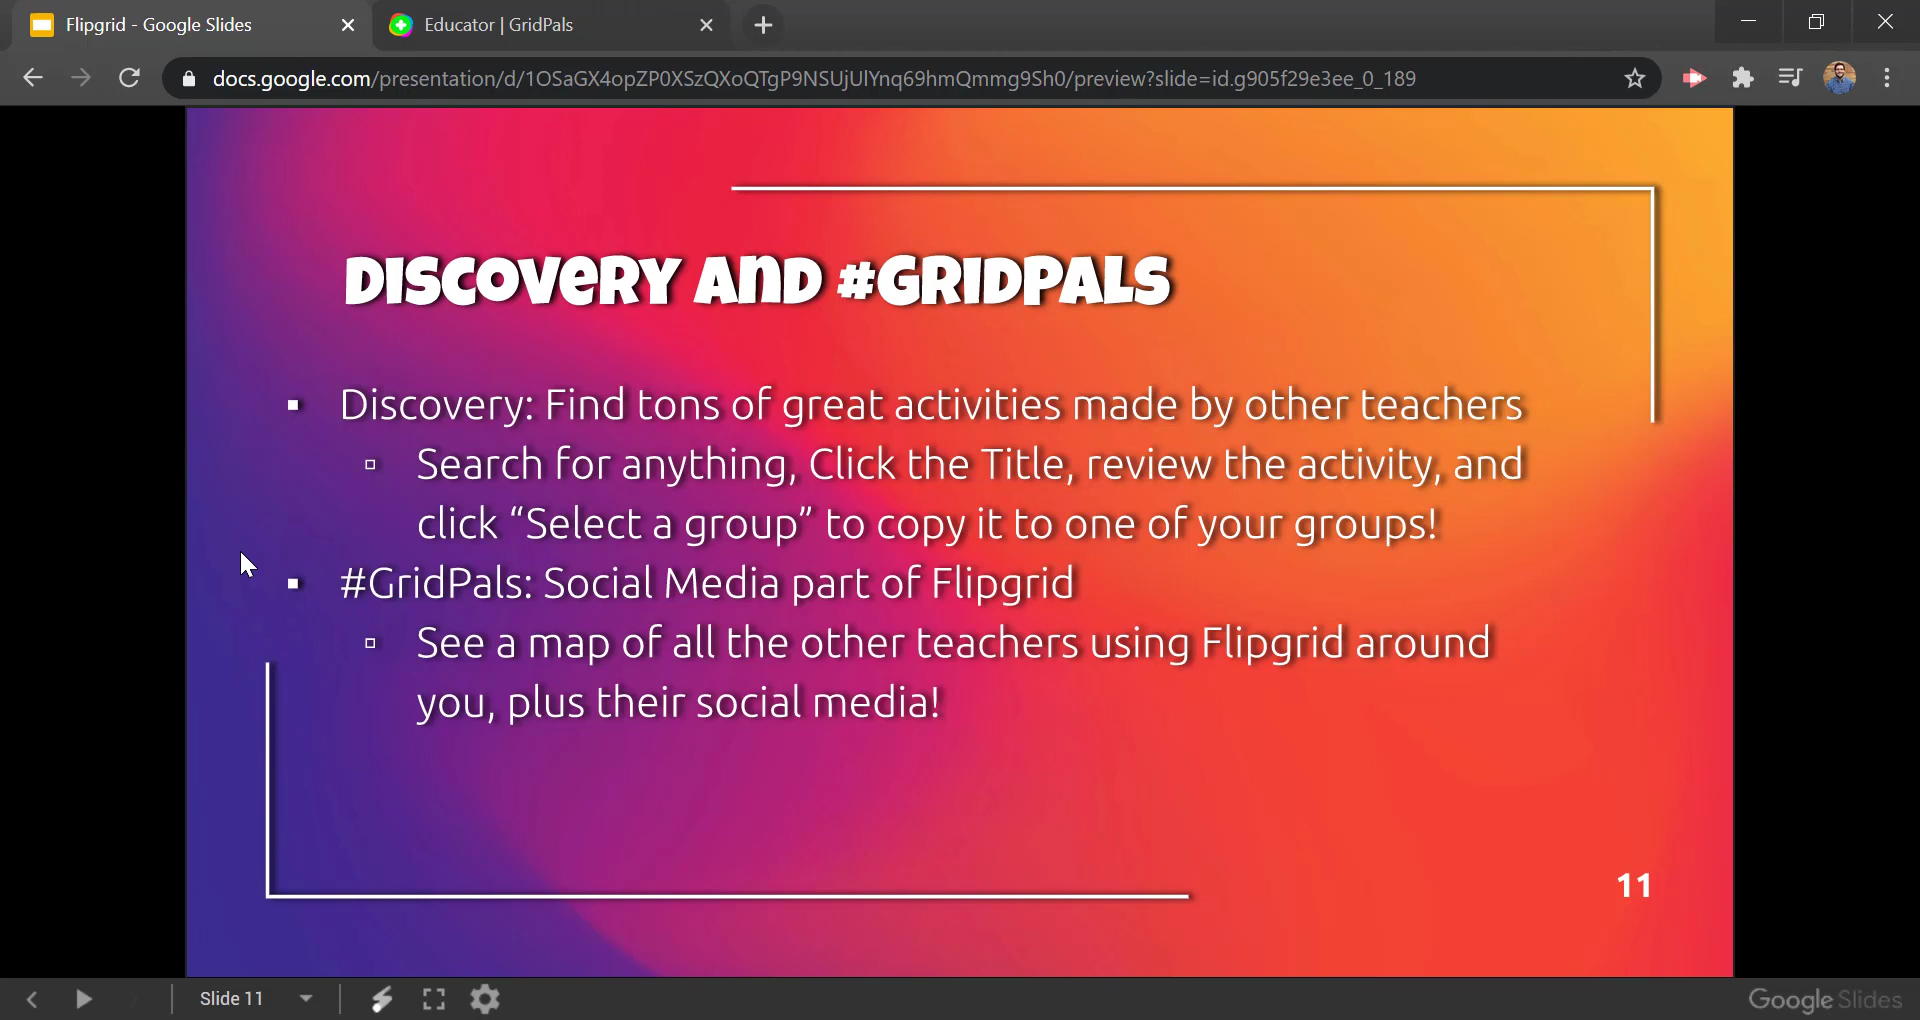 Flipgrid - Google Slides
Educator | GridPals
docs.google.com/presentation/d/1OSaGX4opZP0XSzQXoQTgP9NSUjUlYnq69hmQmmg9Sh0/preview?slide=id.g905f29e3ee_0_189
DISCOVERY AND #GRIDPALS
Discovery: Find tons of great activities made by other teachers
Search for anything, Click the Title, review the activity, and
click “Select a group” to copy it to one of your groups!
#GridPals: Social Media part of Flipgrid
See a map of all the other teachers using Flipgrid around
you, plus their social media!
11
Slide 11
Google Slides